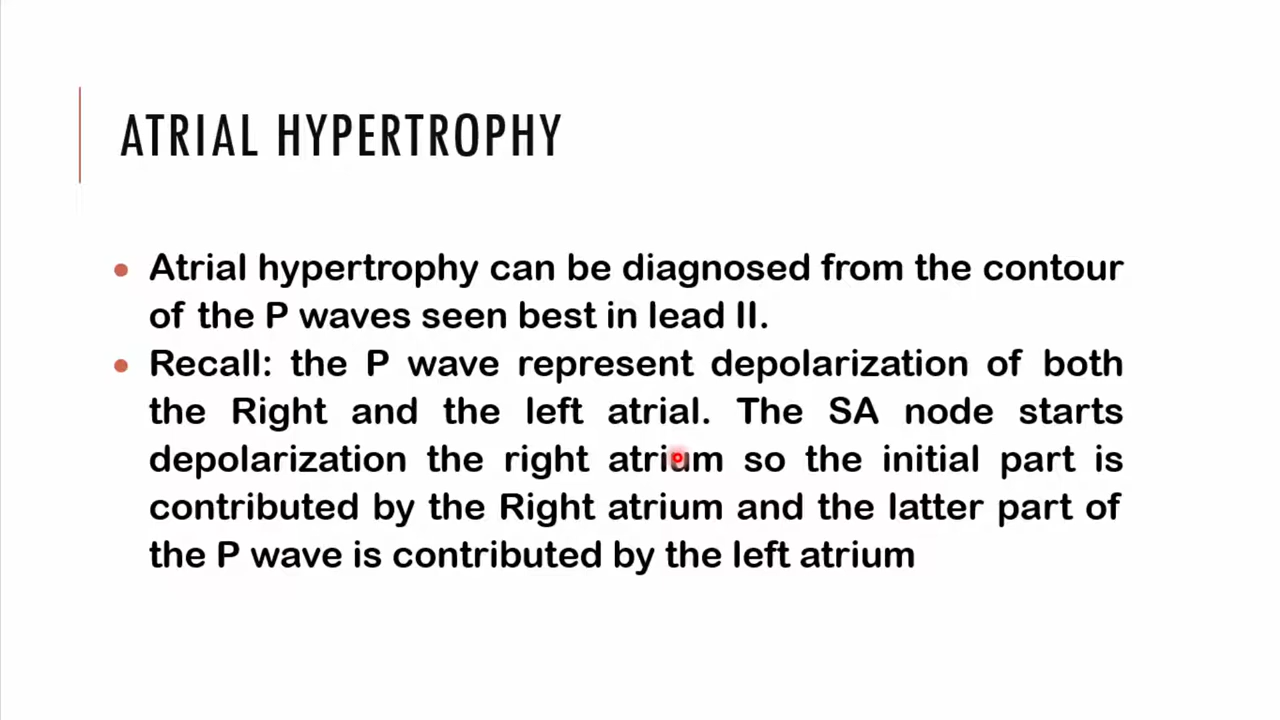 ATRIAL HYPERTROPHY
• Atrial hypertrophy can be diagnosed from the contour
of the P waves seen best in lead II.
• Recall: the P wave represent depolarization of both
the Right and the left atrial. The SA node starts
depolarization the right atrium so the initial part is
contributed by the Right atrium and the latter part of
the P wave is contributed by the left atrium